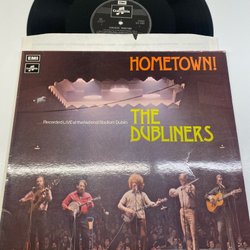 EMI
HOMETOWN!
Recorded LIVE at the National Stadium Dublin
THE
DUBLINERS